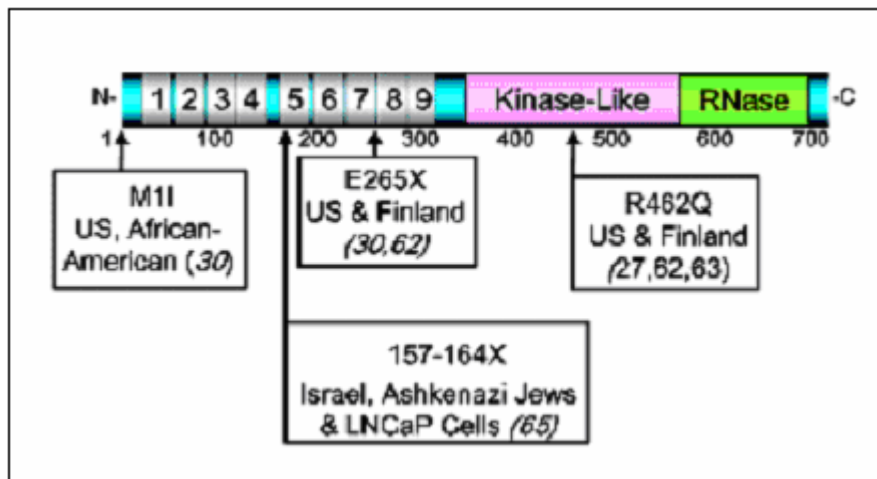 N- 1 2 3 4 5 6 7 8 9 Kinase-Like RNase -C
1 100 200 300 400 500 600 700
M1I
US, African-
American (30)
E265X
US & Finland
(30,62)
R462Q
US & Finland
(27,62,63)
157-164X
Israel, Ashkenazi Jews
& LNCaP Cells (65)